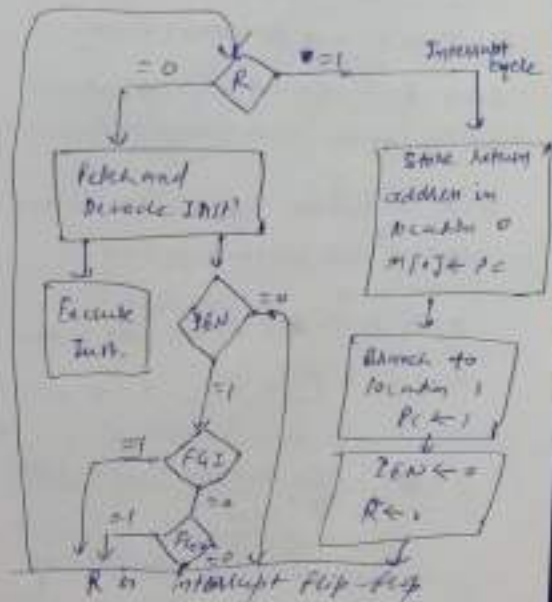 Interrupt
cycle
R
= 0
=1
Fetch and
Decode INST
Store return
address in
location 0
M[0] ← PC
Execute
Inst.
IEN
=0
=1
Branch to
location 1
PC ← 1
FGI
=1
=0
IEN ← 0
R ←
=1
=0
R is interrupt flip-flop